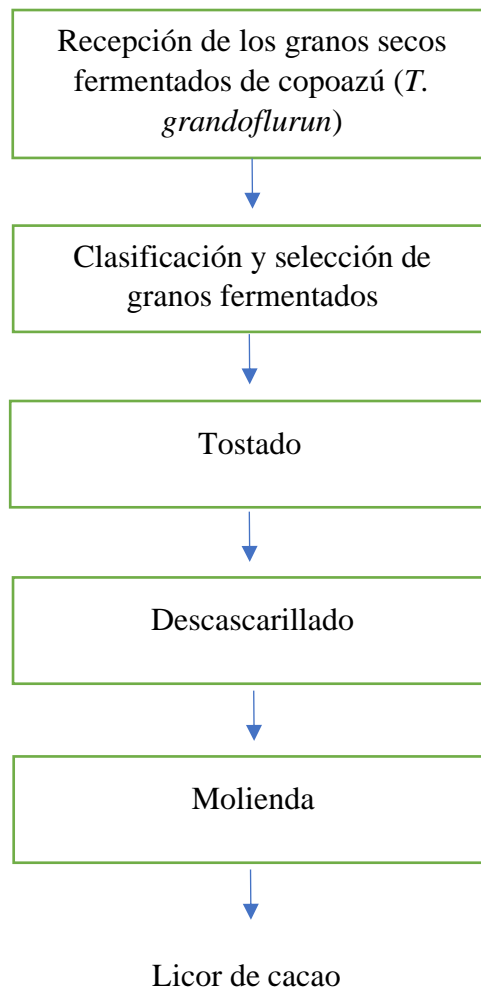 Recepción de los granos secos
fermentados de copoazú (T.
grandoflurun)
Clasificación y selección de
granos fermentados
Tostado
Descascarillado
Molienda
Licor de cacao